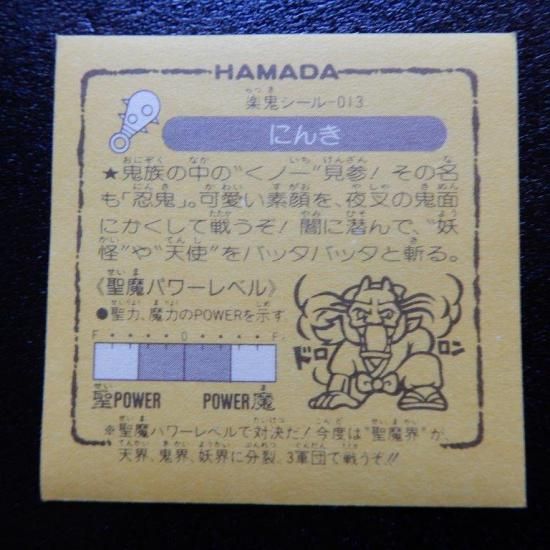 HAMADA
楽鬼シール-013
にんき
★鬼族の中の"くノ一"見参!その名
も「忍鬼」。可愛い素顔を、夜叉の鬼面
にかくして戦うぞ!闇に潜んで、"妖
怪"や"天使"をバッタバッタと斬る。
《聖魔パワーレベル》
●聖力、魔力のPOWERを示す。
F・・・・0・・・・F
聖POWER POWER魔
ドロロン
※聖魔パワーレベルで対決だ!今度は"聖魔界"が、
天界、鬼界、妖界に分裂。3軍団で戦うぞ!!